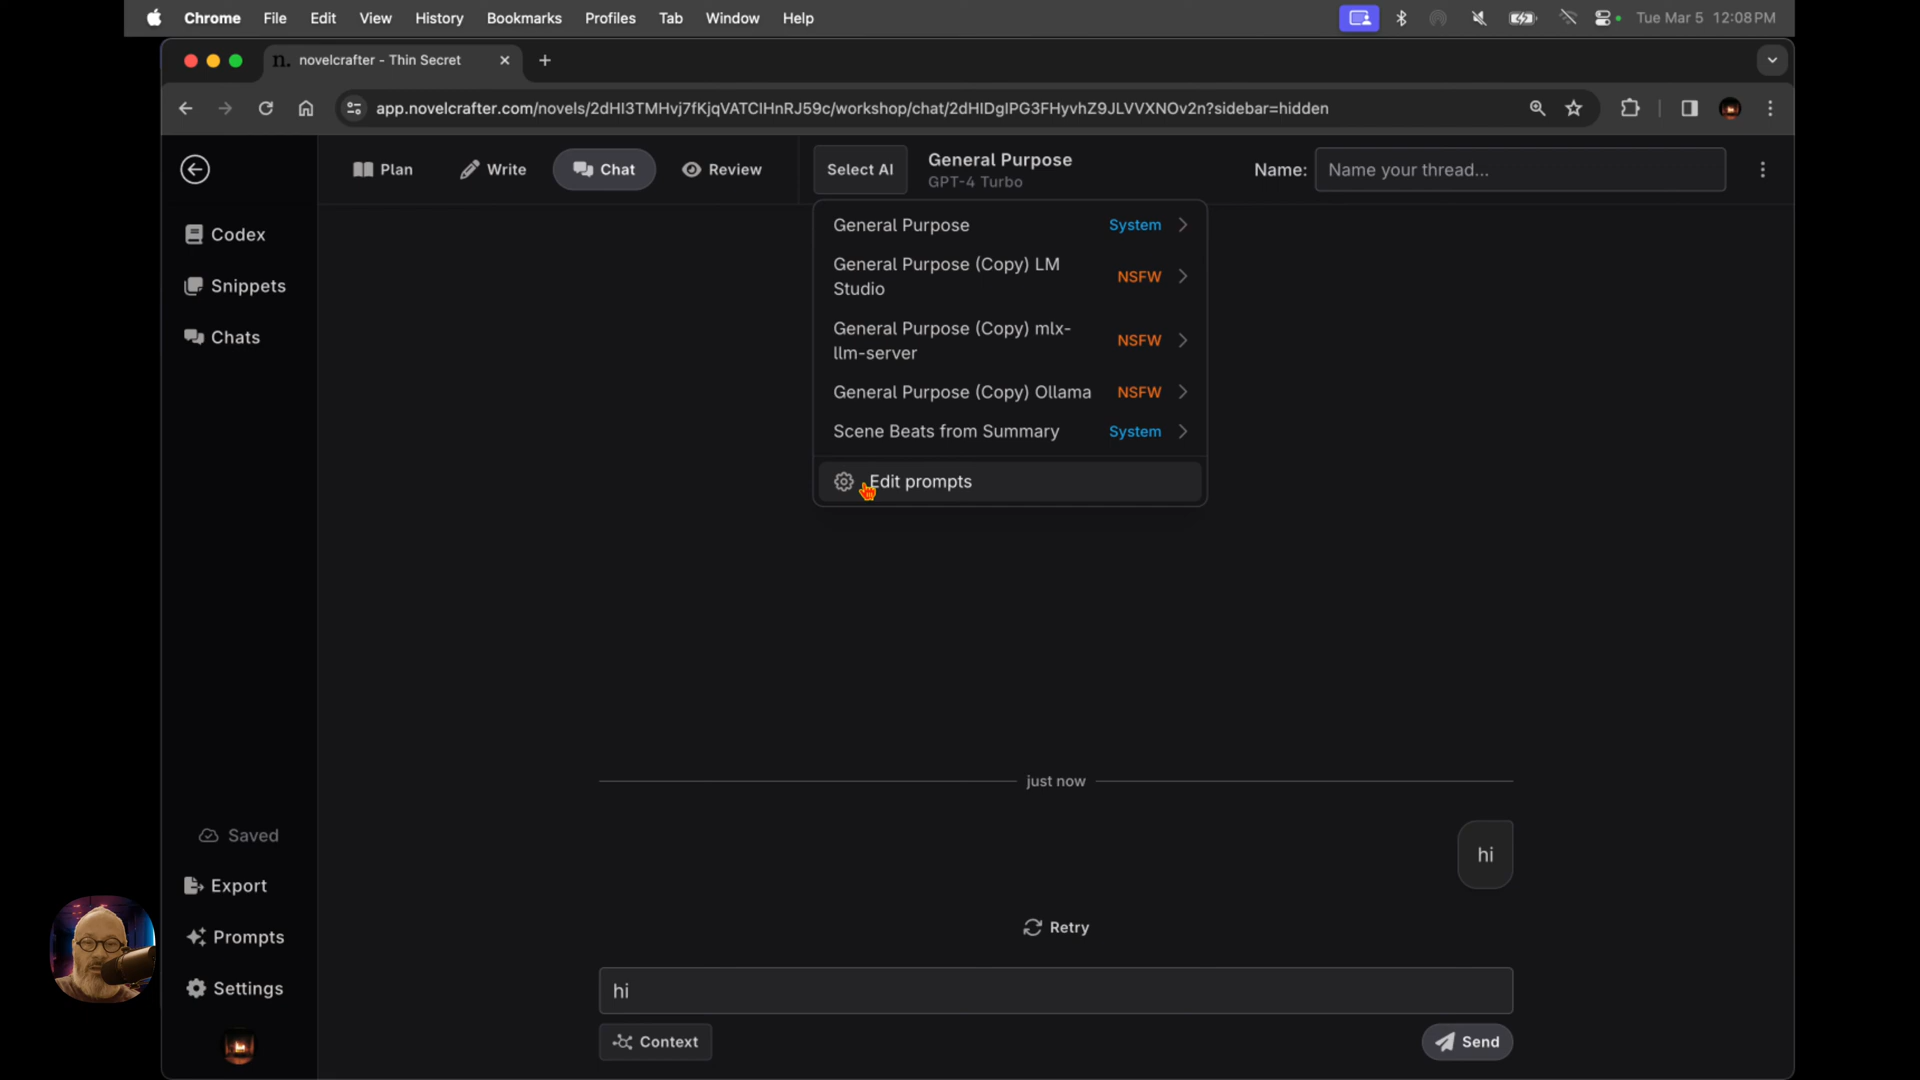 Chrome File Edit View History Bookmarks Profiles Tab Window Help Tue Mar 5 12:08 PM
n. novelcrafter - Thin Secret
app.novelcrafter.com/novels/2dHI3TMHvj7fKjqVATCIHnRJ59c/workshop/chat/2dHIDgIPG3FHyvhZ9JLVVXNOv2n?sidebar=hidden
Plan Write Chat Review Select AI General Purpose
GPT-4 Turbo
Name: Name your thread...
Codex
Snippets
Chats
General Purpose System
General Purpose (Copy) LM
Studio NSFW
General Purpose (Copy) mlx-
llm-server NSFW
General Purpose (Copy) Ollama NSFW
Scene Beats from Summary System
Edit prompts
just now
hi
Retry
hi
Context Send
Saved
Export
Prompts
Settings